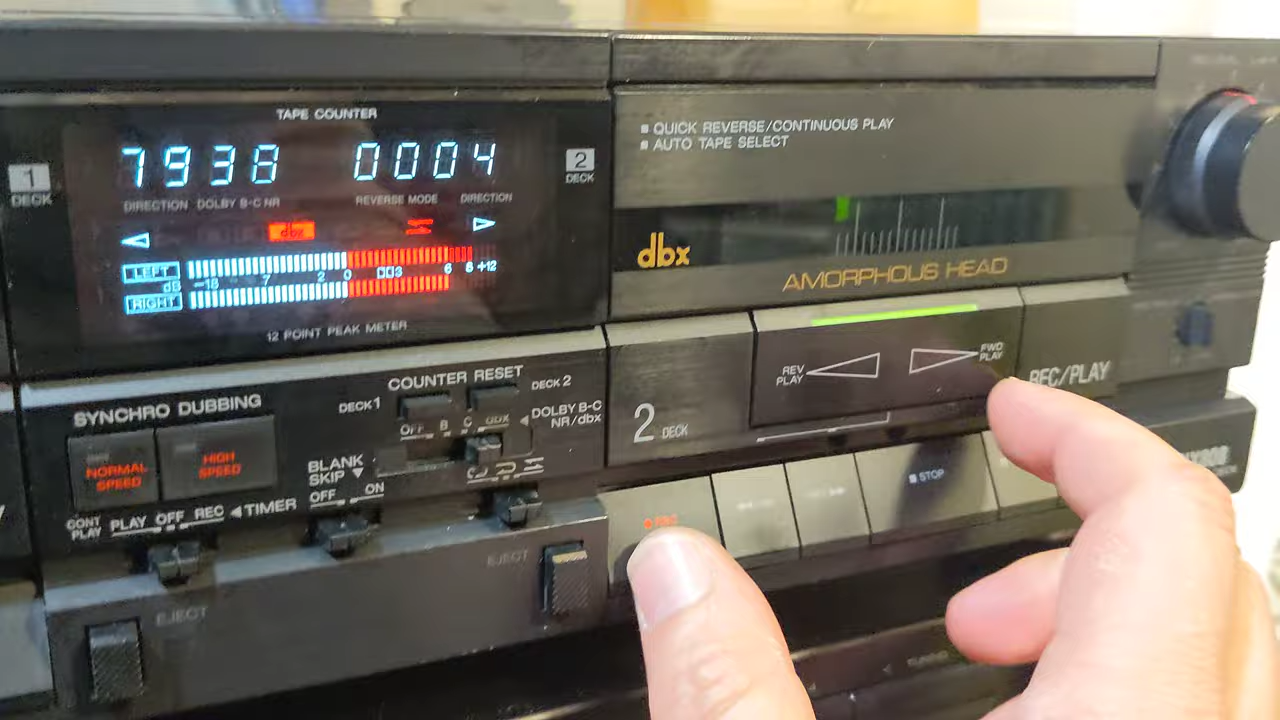 TAPE COUNTER
1
DECK
7938
0004
2
DECK
DIRECTION DOLBY B-C NR
REVERSE MODE
DIRECTION
dbx
LEFT
dB
-18 7 2 0 3 6 8 +12
RIGHT
12 POINT PEAK METER
QUICK REVERSE/CONTINUOUS PLAY
AUTO TAPE SELECT
dbx
AMORPHOUS HEAD
REV
PLAY
FWD
PLAY
REC/PLAY
2 DECK
STOP
SYNCHRO DUBBING
NORMAL
SPEED
HIGH
SPEED
COUNTER RESET
DECK 1
DECK 2
OFF B C dbx
DOLBY B-C
NR/dbx
BLANK
SKIP
OFF ON
CONT
PLAY
PLAY OFF REC TIMER
EJECT
EJECT